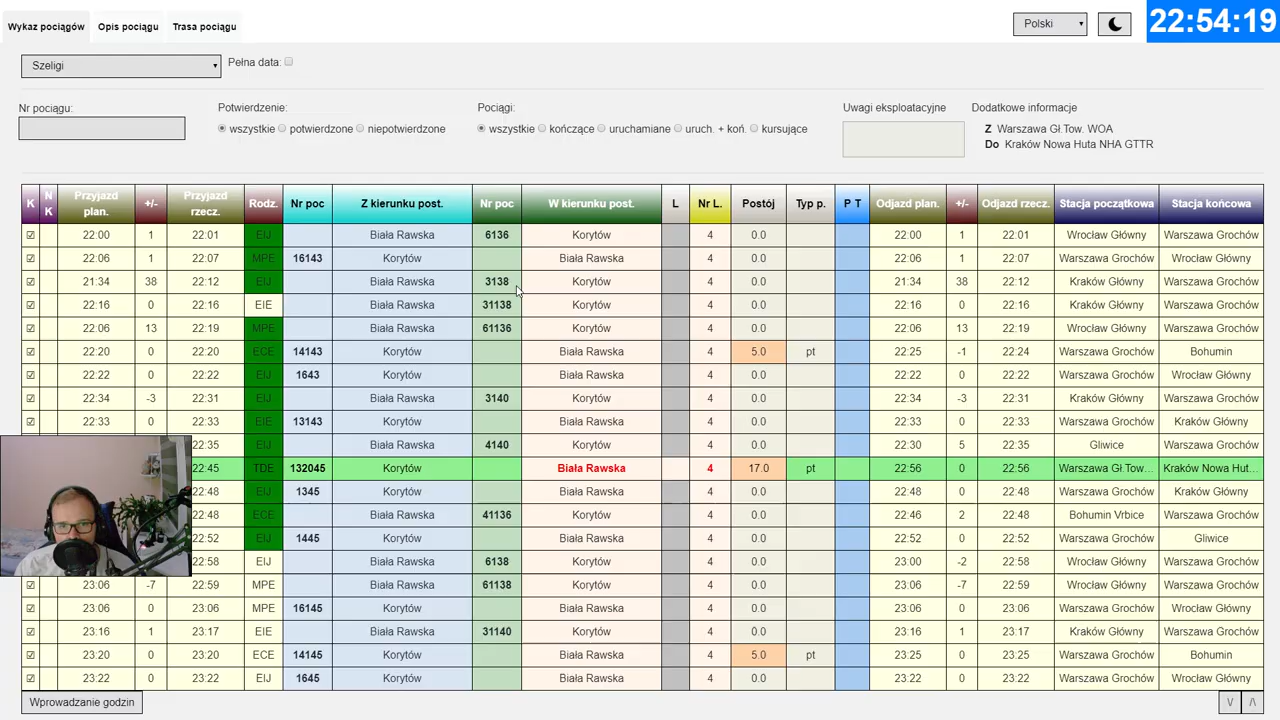 Wykaz pociągów Opis pociągu Trasa pociągu Polski 22:54:19
Szeligi Pełna data:
Nr pociągu: Potwierdzenie: Pociągi: Uwagi eksploatacyjne Dodatkowe informacje
wszystkie potwierdzone niepotwierdzone wszystkie kończące uruchamiane uruch. + koń. kursujące Z Warszawa Gł.Tow. WOA
Do Kraków Nowa Huta NHA GTTR
K N K Przyjazd plan. +/- Przyjazd rzecz. Rodz. Nr poc Z kierunku post. Nr poc W kierunku post. L Nr L. Postój Typ p. P T Odjazd plan. +/- Odjazd rzecz. Stacja początkowa Stacja końcowa
22:00 1 22:01 EIJ Biała Rawska 6136 Korytów 4 0.0 22:00 1 22:01 Wrocław Główny Warszawa Grochów
22:06 1 22:07 MPE 16143 Korytów Biała Rawska 4 0.0 22:06 1 22:07 Warszawa Grochów Wrocław Główny
21:34 38 22:12 EIJ Biała Rawska 3138 Korytów 4 0.0 21:34 38 22:12 Kraków Główny Warszawa Grochów
22:16 0 22:16 EIE Biała Rawska 31138 Korytów 4 0.0 22:16 0 22:16 Kraków Główny Warszawa Grochów
22:06 13 22:19 MPE Biała Rawska 61136 Korytów 4 0.0 22:06 13 22:19 Wrocław Główny Warszawa Grochów
22:20 0 22:20 ECE 14143 Korytów Biała Rawska 4 5.0 pt 22:25 -1 22:24 Warszawa Grochów Bohumin
22:22 0 22:22 EIJ 1643 Korytów Biała Rawska 4 0.0 22:22 0 22:22 Warszawa Grochów Wrocław Główny
22:34 -3 22:31 EIJ Biała Rawska 3140 Korytów 4 0.0 22:34 -3 22:31 Kraków Główny Warszawa Grochów
22:33 0 22:33 EIE 13143 Korytów Biała Rawska 4 0.0 22:33 0 22:33 Warszawa Grochów Kraków Główny
22:35 EIJ Biała Rawska 4140 Korytów 4 0.0 22:30 5 22:35 Gliwice Warszawa Grochów
22:45 TDE 132045 Korytów Biała Rawska 4 17.0 pt 22:56 0 22:56 Warszawa Gł.Tow... Kraków Nowa Hut...
22:48 EIJ 1345 Korytów Biała Rawska 4 0.0 22:48 0 22:48 Warszawa Grochów Kraków Główny
22:48 ECE Biała Rawska 41136 Korytów 4 0.0 22:46 2 22:48 Bohumin Vrbice Warszawa Grochów
22:52 EIJ 1445 Korytów Biała Rawska 4 0.0 22:52 0 22:52 Warszawa Grochów Gliwice
22:58 EIJ Biała Rawska 6138 Korytów 4 0.0 23:00 -2 22:58 Wrocław Główny Warszawa Grochów
23:06 -7 22:59 MPE Biała Rawska 61138 Korytów 4 0.0 23:06 -7 22:59 Wrocław Główny Warszawa Grochów
23:06 0 23:06 MPE 16145 Korytów Biała Rawska 4 0.0 23:06 0 23:06 Warszawa Grochów Wrocław Główny
23:16 1 23:17 EIE Biała Rawska 31140 Korytów 4 0.0 23:16 1 23:17 Kraków Główny Warszawa Grochów
23:20 0 23:20 ECE 14145 Korytów Biała Rawska 4 5.0 pt 23:25 0 23:25 Warszawa Grochów Bohumin
23:22 0 23:22 EIJ 1645 Korytów Biała Rawska 4 0.0 23:22 0 23:22 Warszawa Grochów Wrocław Główny
Wprowadzanie godzin \/ /\